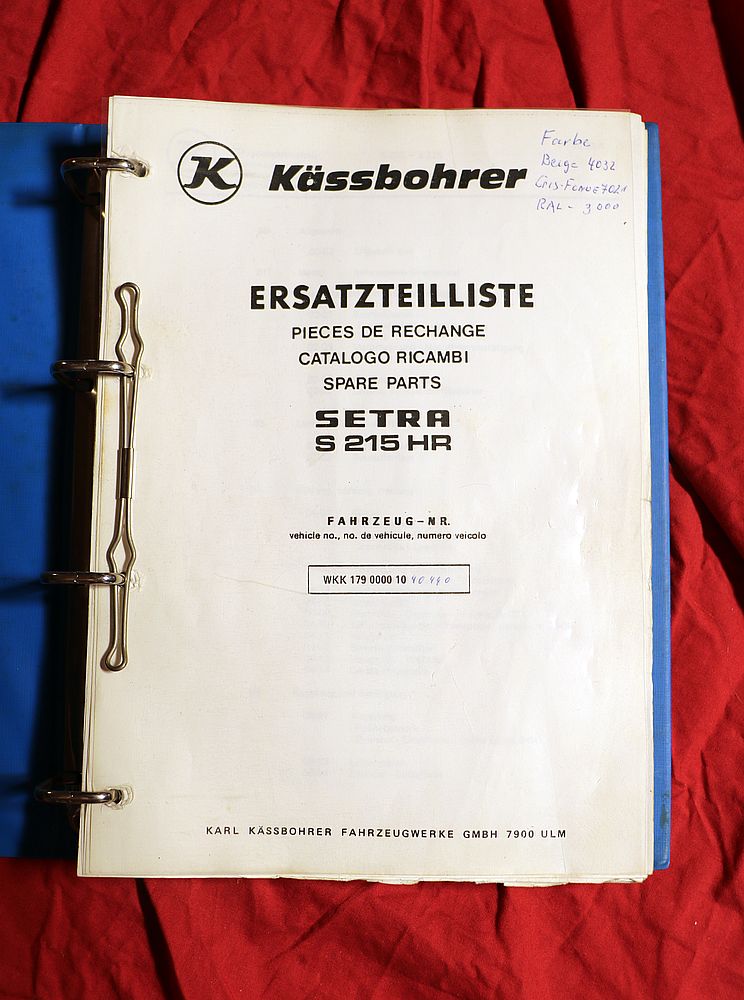 K Kässbohrer
Farbe
Beige 4032
Gris-Fonce 7021
RAL - 3000
ERSATZTEILLISTE
PIECES DE RECHANGE
CATALOGO RICAMBI
SPARE PARTS
SETRA
S 215 HR
FAHRZEUG-NR.
vehicle no., no. de vehicule, numero veicolo
WKK 179 0000 10 40440
KARL KÄSSBOHRER FAHRZEUGWERKE GMBH 7900 ULM